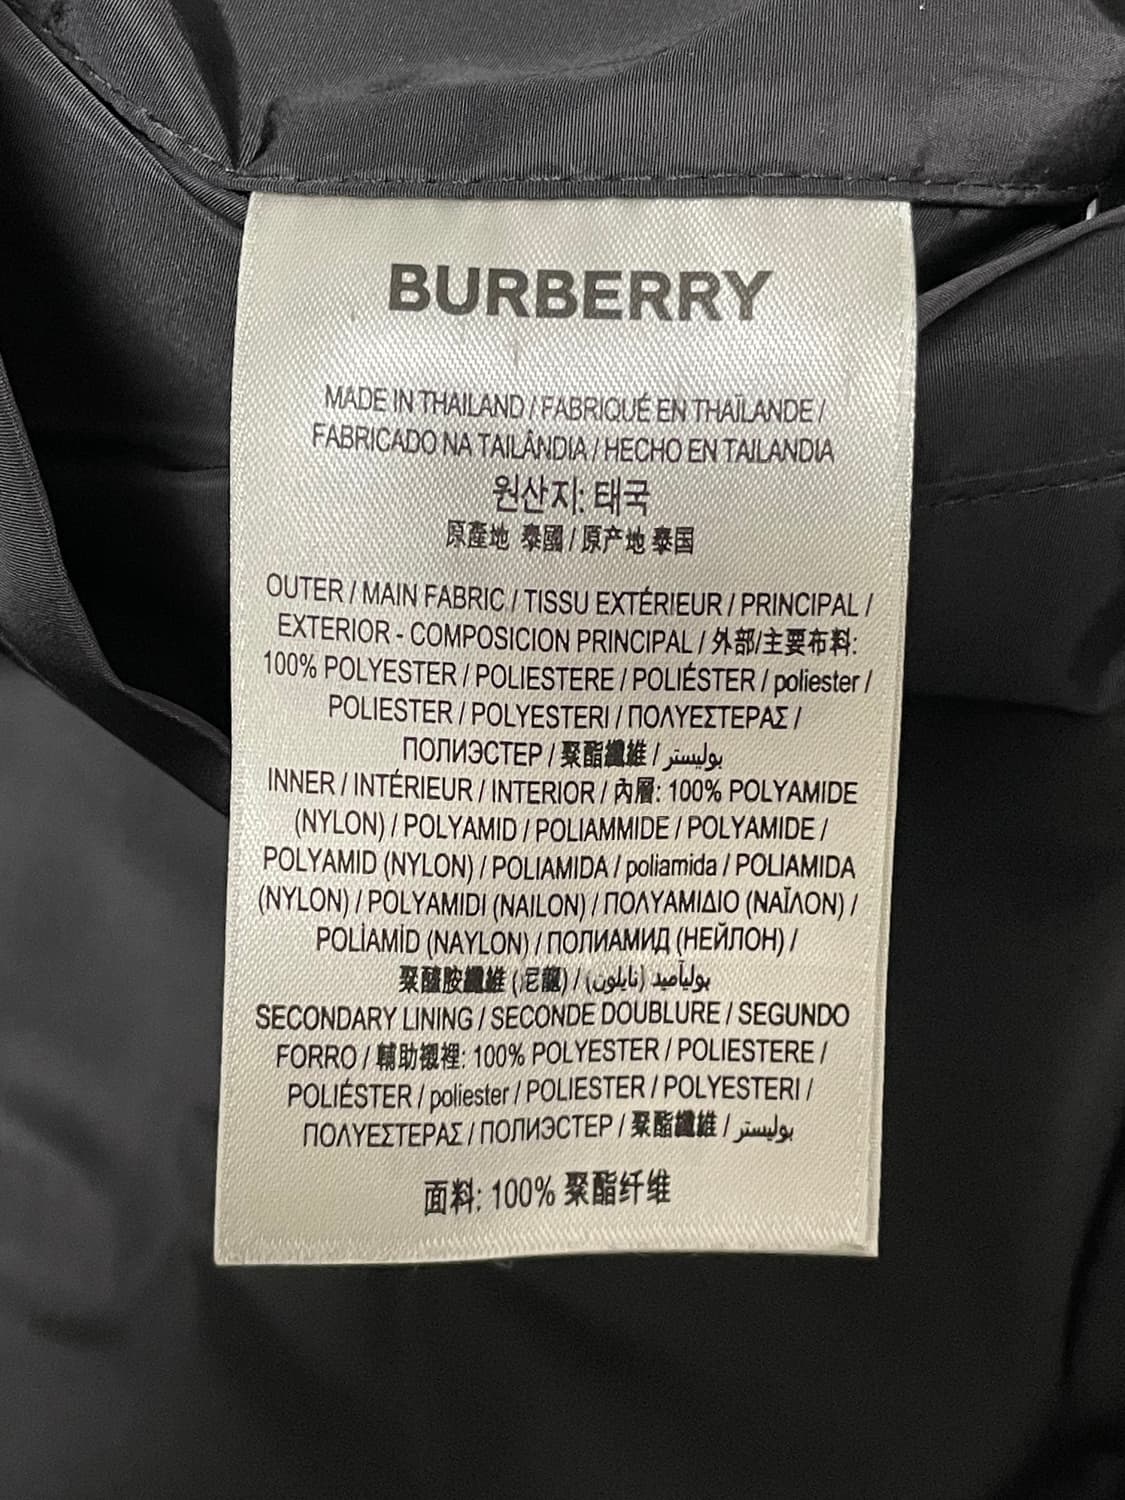 BURBERRY
MADE IN THAILAND / FABRIQUÉ EN THAÏLANDE /
FABRICADO NA TAILÂNDIA / HECHO EN TAILANDIA
원산지: 태국
原產地 泰國 / 原产地 泰国
OUTER / MAIN FABRIC / TISSU EXTÉRIEUR / PRINCIPAL /
EXTERIOR - COMPOSICION PRINCIPAL / 外部/主要布料:
100% POLYESTER / POLIESTERE / POLIÉSTER / poliester /
POLIESTER / POLYESTERI / ΠΟΛΥΕΣΤΕΡΑΣ /
ПОЛИЭСТЕР / 聚酯纖維 / بوليستر
INNER / INTÉRIEUR / INTERIOR / 內層: 100% POLYAMIDE
(NYLON) / POLYAMID / POLIAMMIDE / POLYAMIDE /
POLYAMID (NYLON) / POLIAMIDA / poliamida / POLIAMIDA
(NYLON) / POLYAMIDI (NAILON) / ΠΟΛΥΑΜΙΔΙΟ (ΝΑΪΛΟΝ) /
POLİAMİD (NAYLON) / ПОЛИАМИД (НЕЙЛОН) /
聚醯胺纖維 (尼龍) / بوليآميد (نايلون)
SECONDARY LINING / SECONDE DOUBLURE / SEGUNDO
FORRO / 輔助襯裡: 100% POLYESTER / POLIESTERE /
POLIÉSTER / poliester / POLIESTER / POLYESTERI /
ΠΟΛΥΕΣΤΕΡΑΣ / ПОЛИЭСТЕР / 聚酯纖維 / بوليستر
面料: 100% 聚酯纤维